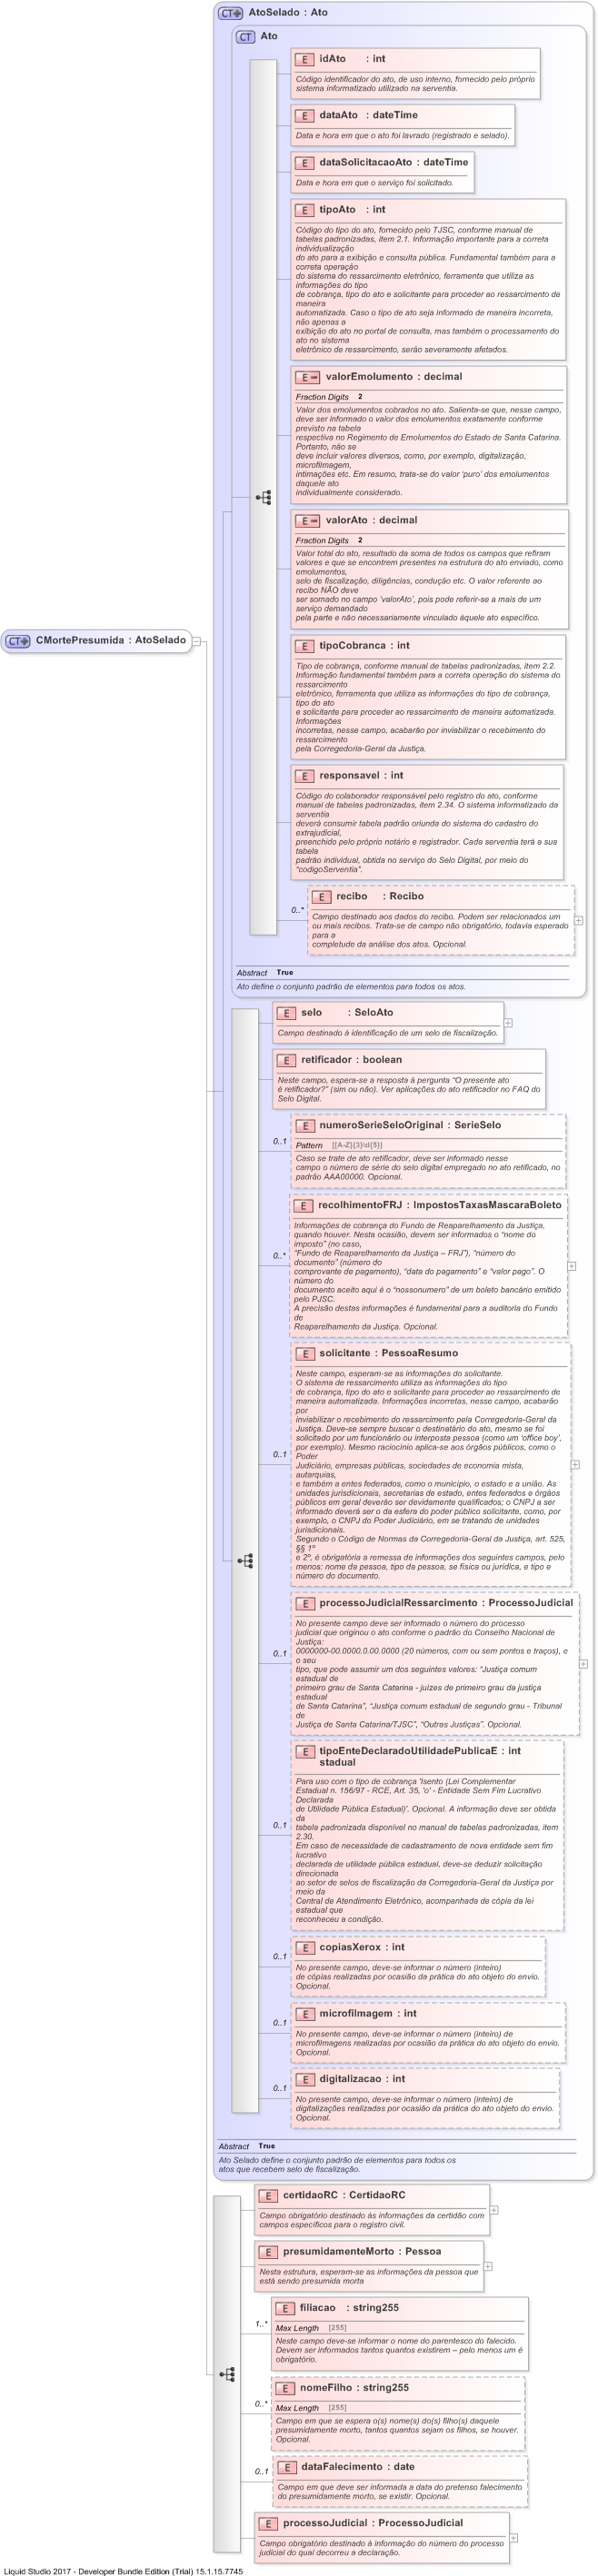 AtoSelado : Ato
Ato
idAto : int
Código identificador do ato, de uso interno, fornecido pelo próprio
sistema informatizado utilizado na serventia.
dataAto : dateTime
Data e hora em que o ato foi lavrado (registrado e selado).
dataSolicitacaoAto : dateTime
Data e hora em que o serviço foi solicitado.
tipoAto : int
Código do tipo do ato, fornecido pelo TJSC, conforme manual de
tabelas padronizadas, item 2.1. Informação importante para a correta
individualização
do ato para a exibição e consulta pública. Fundamental também para a
correta operação
do sistema do ressarcimento eletrônico, ferramenta que utiliza as
informações do tipo
de cobrança, tipo do ato e solicitante para proceder ao ressarcimento de
maneira
automatizada. Caso o tipo de ato seja informado de maneira incorreta,
não apenas a
exibição do ato no portal de consulta, mas também o processamento do
ato no sistema
eletrônico de ressarcimento, serão severamente afetados.
valorEmolumento : decimal
Fraction Digits 2
Valor dos emolumentos cobrados no ato. Salienta-se que, nesse campo,
deve ser informado o valor dos emolumentos exatamente conforme
previsto na tabela
respectiva no Regimento de Emolumentos do Estado de Santa Catarina.
Portanto, não se
deve incluir valores diversos, como, por exemplo, digitalização,
microfilmagem,
intimações etc. Em resumo, trata-se do valor 'puro' dos emolumentos
daquele ato
individualmente considerado.
valorAto : decimal
Fraction Digits 2
Valor total do ato, resultado da soma de todos os campos que refiram
valores e que se encontrem presentes na estrutura do ato enviado, como
emolumentos,
selo de fiscalização, diligências, condução etc. O valor referente ao
recibo NÃO deve
ser somado no campo 'valorAto', pois pode referir-se a mais de um
serviço demandado
pela parte e não necessariamente vinculado àquele ato específico.
CMortePresumida : AtoSelado
tipoCobranca : int
Tipo de cobrança, conforme manual de tabelas padronizadas, item 2.2.
Informação fundamental também para a correta operação do sistema do
ressarcimento
eletrônico, ferramenta que utiliza as informações do tipo de cobrança,
tipo do ato
e solicitante para proceder ao ressarcimento de maneira automatizada.
Informações
incorretas, nesse campo, acabarão por inviabilizar o recebimento do
ressarcimento
pela Corregedoria-Geral da Justiça.
responsavel : int
Código do colaborador responsável pelo registro do ato, conforme
manual de tabelas padronizadas, item 2.34. O sistema informatizado da
serventia
deverá consumir tabela padrão oriunda do sistema do cadastro do
extrajudicial,
preenchido pelo próprio notário e registrador. Cada serventia terá a sua
tabela
padrão individual, obtida no serviço do Selo Digital, por meio do
"codigoServentia".
recibo : Recibo
0..*
Campo destinado aos dados do recibo. Podem ser relacionados um
ou mais recibos. Trata-se de campo não obrigatório, todavia esperado
para a
completude da análise dos atos. Opcional.
Abstract True
Ato define o conjunto padrão de elementos para todos os atos.
selo : SeloAto
Campo destinado à identificação de um selo de fiscalização.
retificador : boolean
Neste campo, espera-se a resposta à pergunta "O presente ato
é retificador?" (sim ou não). Ver aplicações do ato retificador no FAQ do
Selo Digital.
numeroSerieSeloOriginal : SerieSelo
0..1
Pattern [[A-Z]{3}\d{5}]
Caso se trate de ato retificador, deve ser informado nesse
campo o número de série do selo digital empregado no ato retificado, no
padrão AAA00000. Opcional.
recolhimentoFRJ : ImpostosTaxasMascaraBoleto
Informações de cobrança do Fundo de Reaparelhamento da Justiça,
quando houver. Nesta ocasião, devem ser informados o "nome do
imposto" (no caso,
0..*
"Fundo de Reaparelhamento da Justiça – FRJ"), "número do
documento" (número do
comprovante de pagamento), "data do pagamento" e "valor pago". O
número do
documento aceito aqui é o "nossonumero" de um boleto bancário emitido
pelo PJSC.
A precisão destas informações é fundamental para a auditoria do Fundo
de
Reaparelhamento da Justiça. Opcional.
solicitante : PessoaResumo
Neste campo, esperam-se as informações do solicitante.
O sistema de ressarcimento utiliza as informações do tipo
de cobrança, tipo do ato e solicitante para proceder ao ressarcimento de
maneira automatizada. Informações incorretas, nesse campo, acabarão
por
inviabilizar o recebimento do ressarcimento pela Corregedoria-Geral da
Justiça. Deve-se sempre buscar o destinatário do ato, mesmo se foi
solicitado por um funcionário ou interposta pessoa (como um 'office boy',
por exemplo). Mesmo raciocínio aplica-se aos órgãos públicos, como o
Poder
0..1
Judiciário, empresas públicas, sociedades de economia mista,
autarquias,
e também a entes federados, como o município, o estado e a união. As
unidades jurisdicionais, secretarias de estado, entes federados e órgãos
públicos em geral deverão ser devidamente qualificados; o CNPJ a ser
informado deverá ser o da esfera do poder público solicitante, como, por
exemplo, o CNPJ do Poder Judiciário, em se tratando de unidades
jurisdicionais.
Segundo o Código de Normas da Corregedoria-Geral da Justiça, art. 525,
§§ 1º
e 2º, é obrigatória a remessa de informações dos seguintes campos, pelo
menos: nome da pessoa, tipo da pessoa, se física ou jurídica, e tipo e
número do documento.
processoJudicialRessarcimento : ProcessoJudicial
No presente campo deve ser informado o número do processo
judicial que originou o ato conforme o padrão do Conselho Nacional de
Justiça:
0..1
0000000-00.0000.0.00.0000 (20 números, com ou sem pontos e traços), e
o seu
tipo, que pode assumir um dos seguintes valores: "Justiça comum
estadual de
primeiro grau de Santa Catarina - juízes de primeiro grau da justiça
estadual
de Santa Catarina", "Justiça comum estadual de segundo grau - Tribunal
de
Justiça de Santa Catarina/TJSC", "Outras Justiças". Opcional.
tipoEnteDeclaradoUtilidadePublicaE : int
stadual
Para uso com o tipo de cobrança 'Isento (Lei Complementar
Estadual n. 156/97 - RCE, Art. 35, 'o' - Entidade Sem Fim Lucrativo
Declarada
de Utilidade Pública Estadual)'. Opcional. A informação deve ser obtida
da
0..1
tabela padronizada disponível no manual de tabelas padronizadas, item
2.30.
Em caso de necessidade de cadastramento de nova entidade sem fim
lucrativo
declarada de utilidade pública estadual, deve-se deduzir solicitação
direcionada
ao setor de selos de fiscalização da Corregedoria-Geral da Justiça por
meio da
Central de Atendimento Eletrônico, acompanhada de cópia da lei
estadual que
reconheceu a condição.
copiasXerox : int
0..1
No presente campo, deve-se informar o número (inteiro)
de cópias realizadas por ocasião da prática do ato objeto do envio.
Opcional.
microfilmagem : int
0..1
No presente campo, deve-se informar o número (inteiro) de
microfilmagens realizadas por ocasião da prática do ato objeto do envio.
Opcional.
digitalizacao : int
0..1
No presente campo, deve-se informar o número (inteiro) de
digitalizações realizadas por ocasião da prática do ato objeto do envio.
Opcional.
Abstract True
Ato Selado define o conjunto padrão de elementos para todos os
atos que recebem selo de fiscalização.
certidaoRC : CertidaoRC
Campo obrigatório destinado às informações da certidão com
campos específicos para o registro civil.
presumidamenteMorto : Pessoa
Nesta estrutura, esperam-se as informações da pessoa que
está sendo presumida morta
filiacao : string255
1..*
Max Length [255]
Neste campo deve-se informar o nome do parentesco do falecido.
Devem ser informados tantos quantos existirem – pelo menos um é
obrigatório.
nomeFilho : string255
0..*
Max Length [255]
Campo em que se espera o(s) nome(s) do(s) filho(s) daquele
presumidamente morto, tantos quantos sejam os filhos, se houver.
Opcional.
dataFalecimento : date
0..1
Campo em que deve ser informada a data do pretenso falecimento
do presumidamente morto, se existir. Opcional.
processoJudicial : ProcessoJudicial
Campo obrigatório destinado à informação do número do processo
judicial do qual decorreu a declaração.
Liquid Studio 2017 - Developer Bundle Edition (Trial) 15.1.15.7745